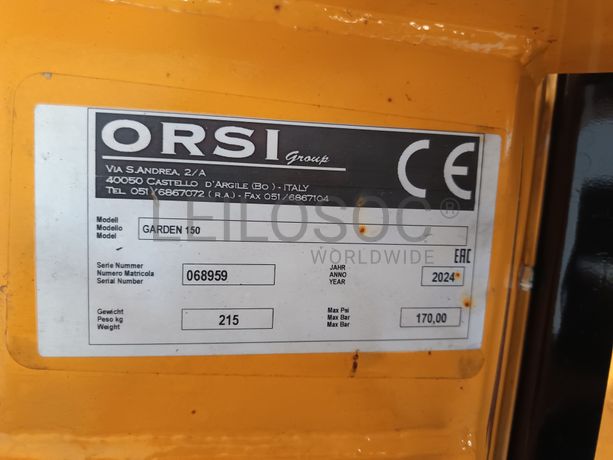 ORSI Group
VIA S.ANDREA, 2/A
40050 CASTELLO D'ARGILE (BO) - ITALY
TEL. 051/6867072 ( R.A.) - FAX 051/6867104
CE
Modell
Modello
Model
GARDEN 150
LEILOSOC®
WORLDWIDE
EAC
Serie Nummer
Numero Matricola
Serial Number
068959
JAHR
ANNO
YEAR
2024
Gewicht
Peso kg
Weight
215
Max Psi
Max Bar
Max Bar
170,00